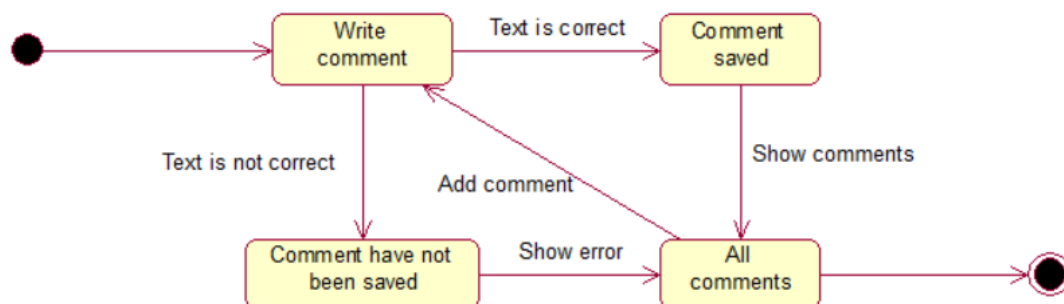 Write
comment
Text is correct
Comment
saved
Text is not correct
Add comment
Show comments
Comment have not
been saved
Show error
All
comments